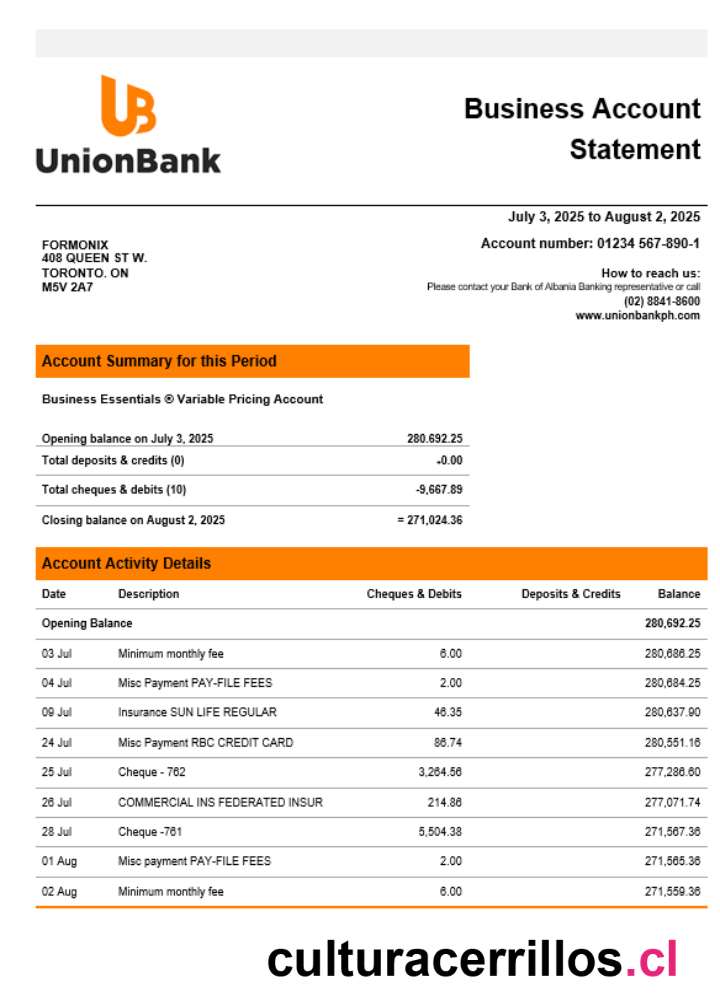 UB
UnionBank
Business Account
Statement
July 3, 2025 to August 2, 2025
Account number: 01234 567-890-1
FORMONIX
408 QUEEN ST W.
TORONTO. ON
M5V 2A7
How to reach us:
Please contact your Bank of Albania Banking representative or call
(02) 8841-8600
www.unionbankph.com
Account Summary for this Period
Business Essentials ® Variable Pricing Account
Opening balance on July 3, 2025 280.692.25
Total deposits & credits (0) -0.00
Total cheques & debits (10) -9,667.89
Closing balance on August 2, 2025 = 271,024.36
Account Activity Details
Date Description Cheques & Debits Deposits & Credits Balance
Opening Balance 280,692.25
03 Jul Minimum monthly fee 6.00 280,686.25
04 Jul Misc Payment PAY-FILE FEES 2.00 280,684.25
09 Jul Insurance SUN LIFE REGULAR 46.35 280,637.90
24 Jul Misc Payment RBC CREDIT CARD 86.74 280,551.16
25 Jul Cheque - 762 3,264.56 277,286.60
26 Jul COMMERCIAL INS FEDERATED INSUR 214.86 277,071.74
28 Jul Cheque -761 5,504.38 271,567.36
01 Aug Misc payment PAY-FILE FEES 2.00 271,565.36
02 Aug Minimum monthly fee 6.00 271,559.36
culturacerrillos.cl